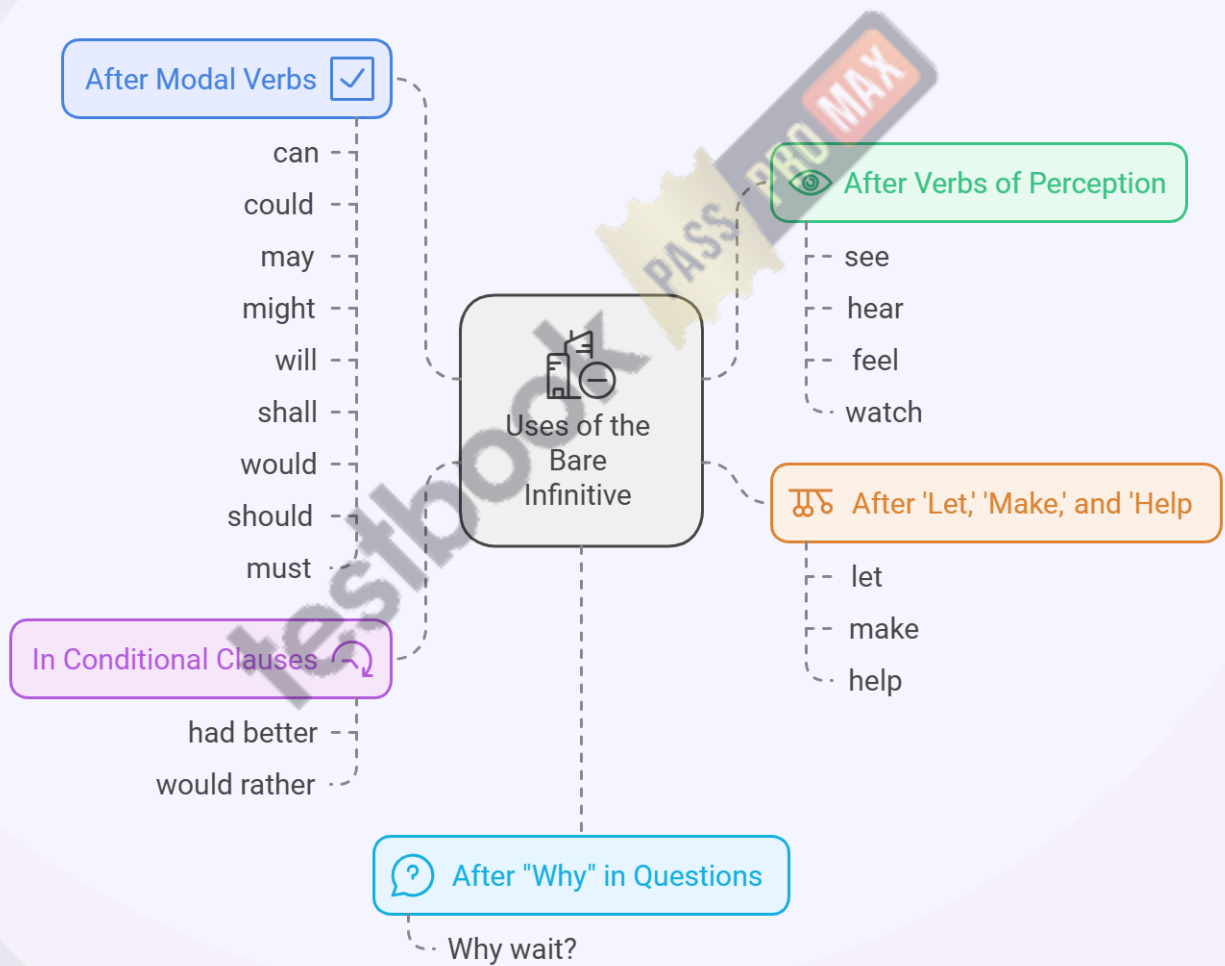 After Modal Verbs
can
could
may
might
will
shall
would
should
must
In Conditional Clauses
had better
would rather
Uses of the
Bare
Infinitive
After Verbs of Perception
see
hear
feel
watch
After 'Let,' 'Make,' and 'Help
let
make
help
After "Why" in Questions
Why wait?
testbook
PASS PRO MAX